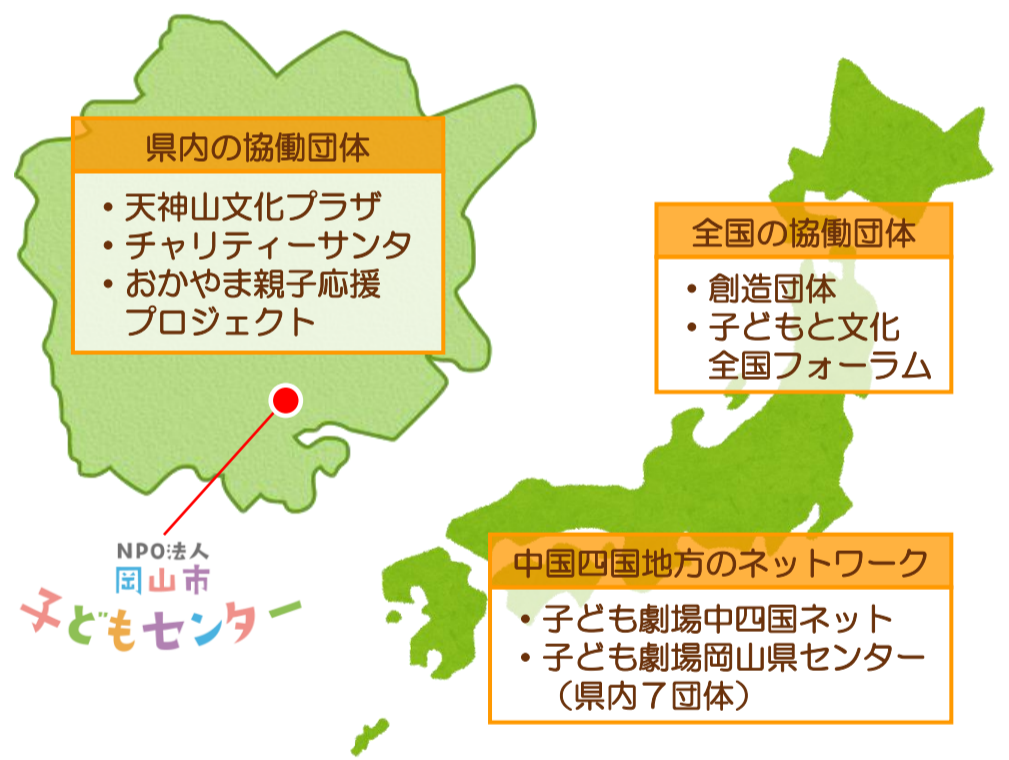 県内の協働団体
・天神山文化プラザ
・チャリティーサンタ
・おかやま親子応援
プロジェクト
NPO法人
岡山市
子どもセンター
全国の協働団体
・創造団体
・子どもと文化
全国フォーラム
中国四国地方のネットワーク
・子ども劇場中四国ネット
・子ども劇場岡山県センター
（県内７団体）